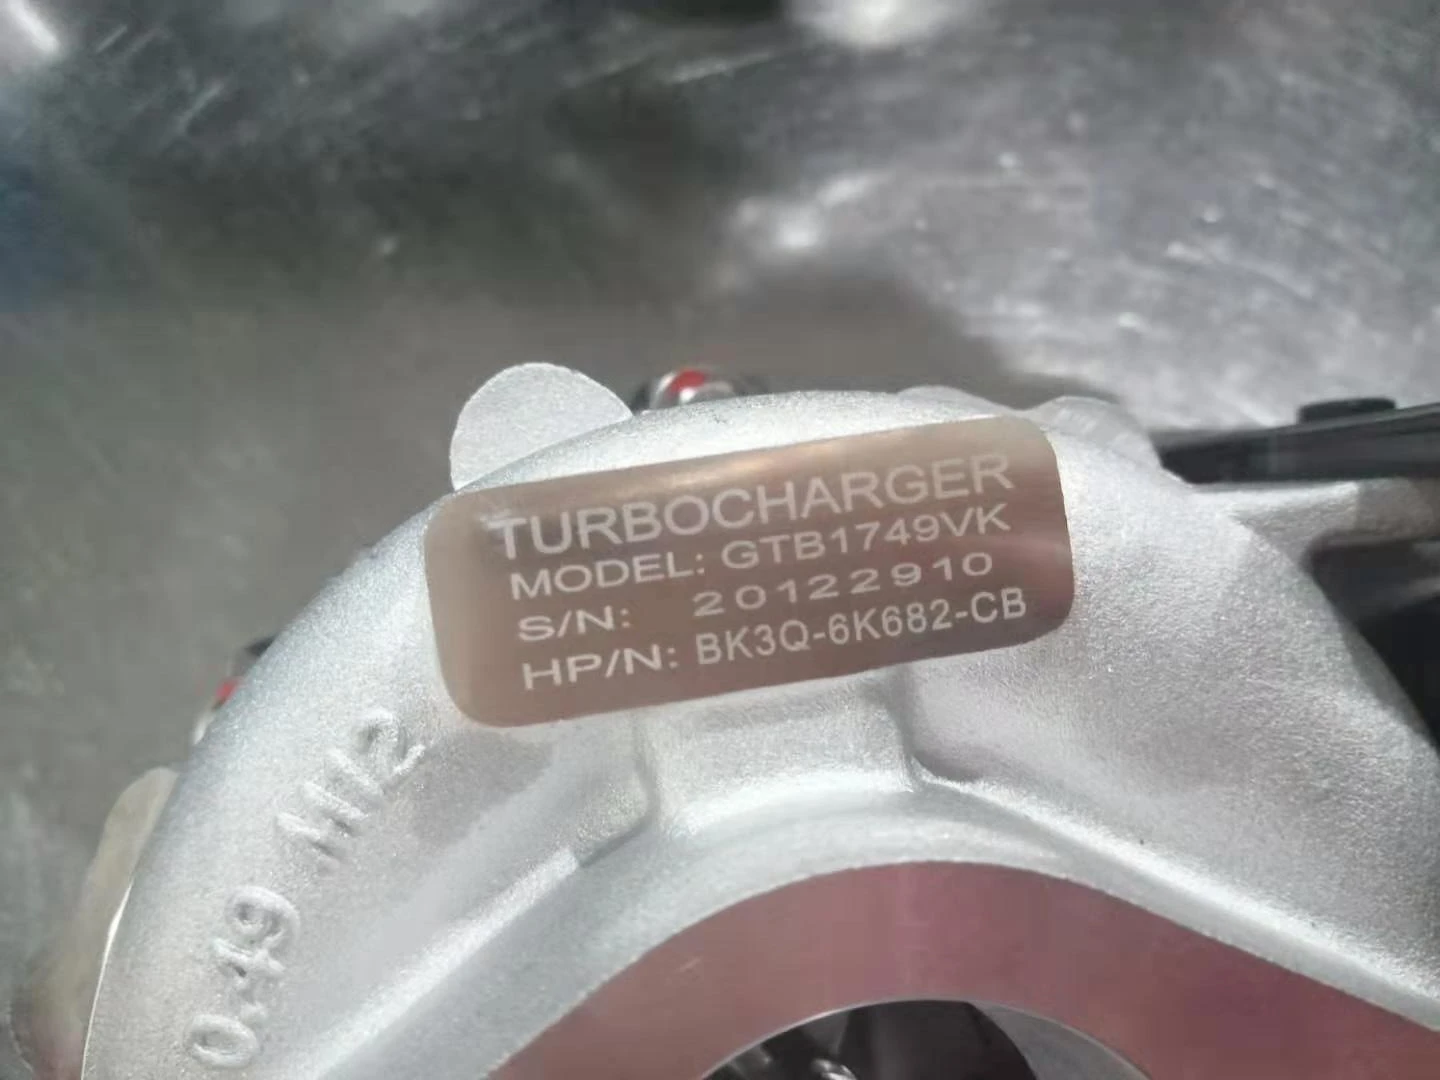 TURBOCHARGER
MODEL: GTB1749VK
S/N: 20122910
HP/N: BK3Q-6K682-CB
0.49 M12